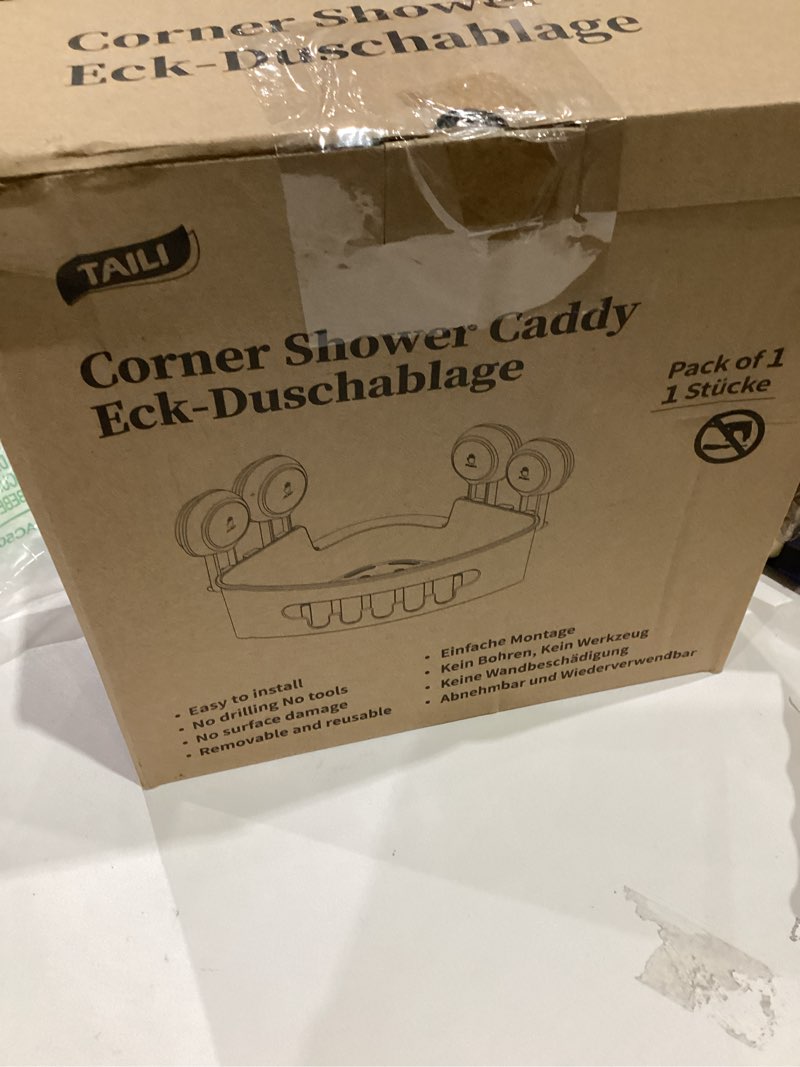 Corner Shower
Eck-Duschablage
TAILI
Corner Shower Caddy
Eck-Duschablage
Pack of 1
1 Stücke
• Easy to install
• No drilling No tools
• No surface damage
• Removable and reusable
• Einfache Montage
• Kein Bohren, Kein Werkzeug
• Keine Wandbeschädigung
• Abnehmbar und Wiederverwendbar